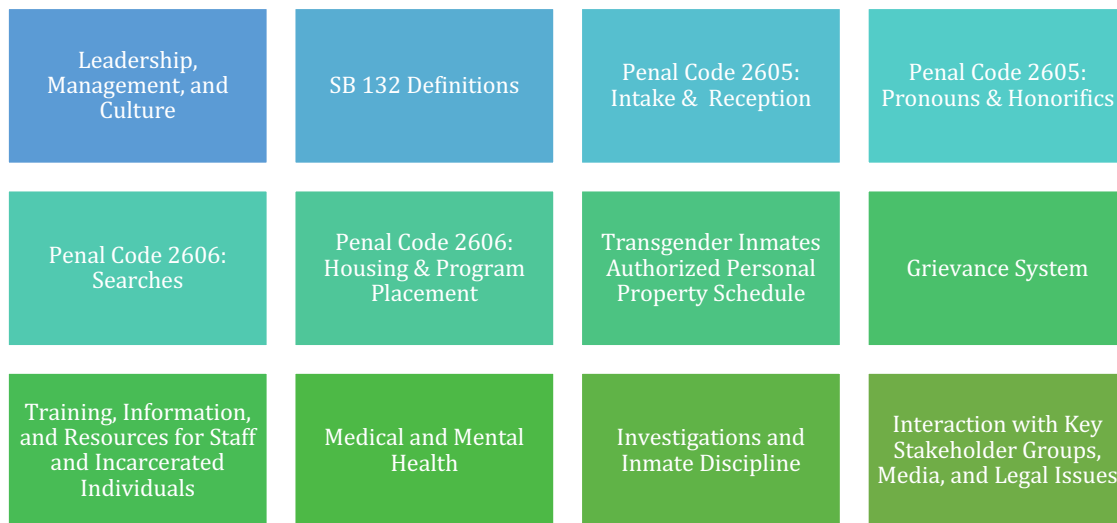 Leadership,
Management, and
Culture
SB 132 Definitions
Penal Code 2605:
Intake &  Reception
Penal Code 2605:
Pronouns & Honorifics
Penal Code 2606:
Searches
Penal Code 2606:
Housing & Program
Placement
Transgender Inmates
Authorized Personal
Property Schedule
Grievance System
Training, Information,
and Resources for Staff
and Incarcerated
Individuals
Medical and Mental
Health
Investigations and
Inmate Discipline
Interaction with Key
Stakeholder Groups,
Media, and Legal Issues